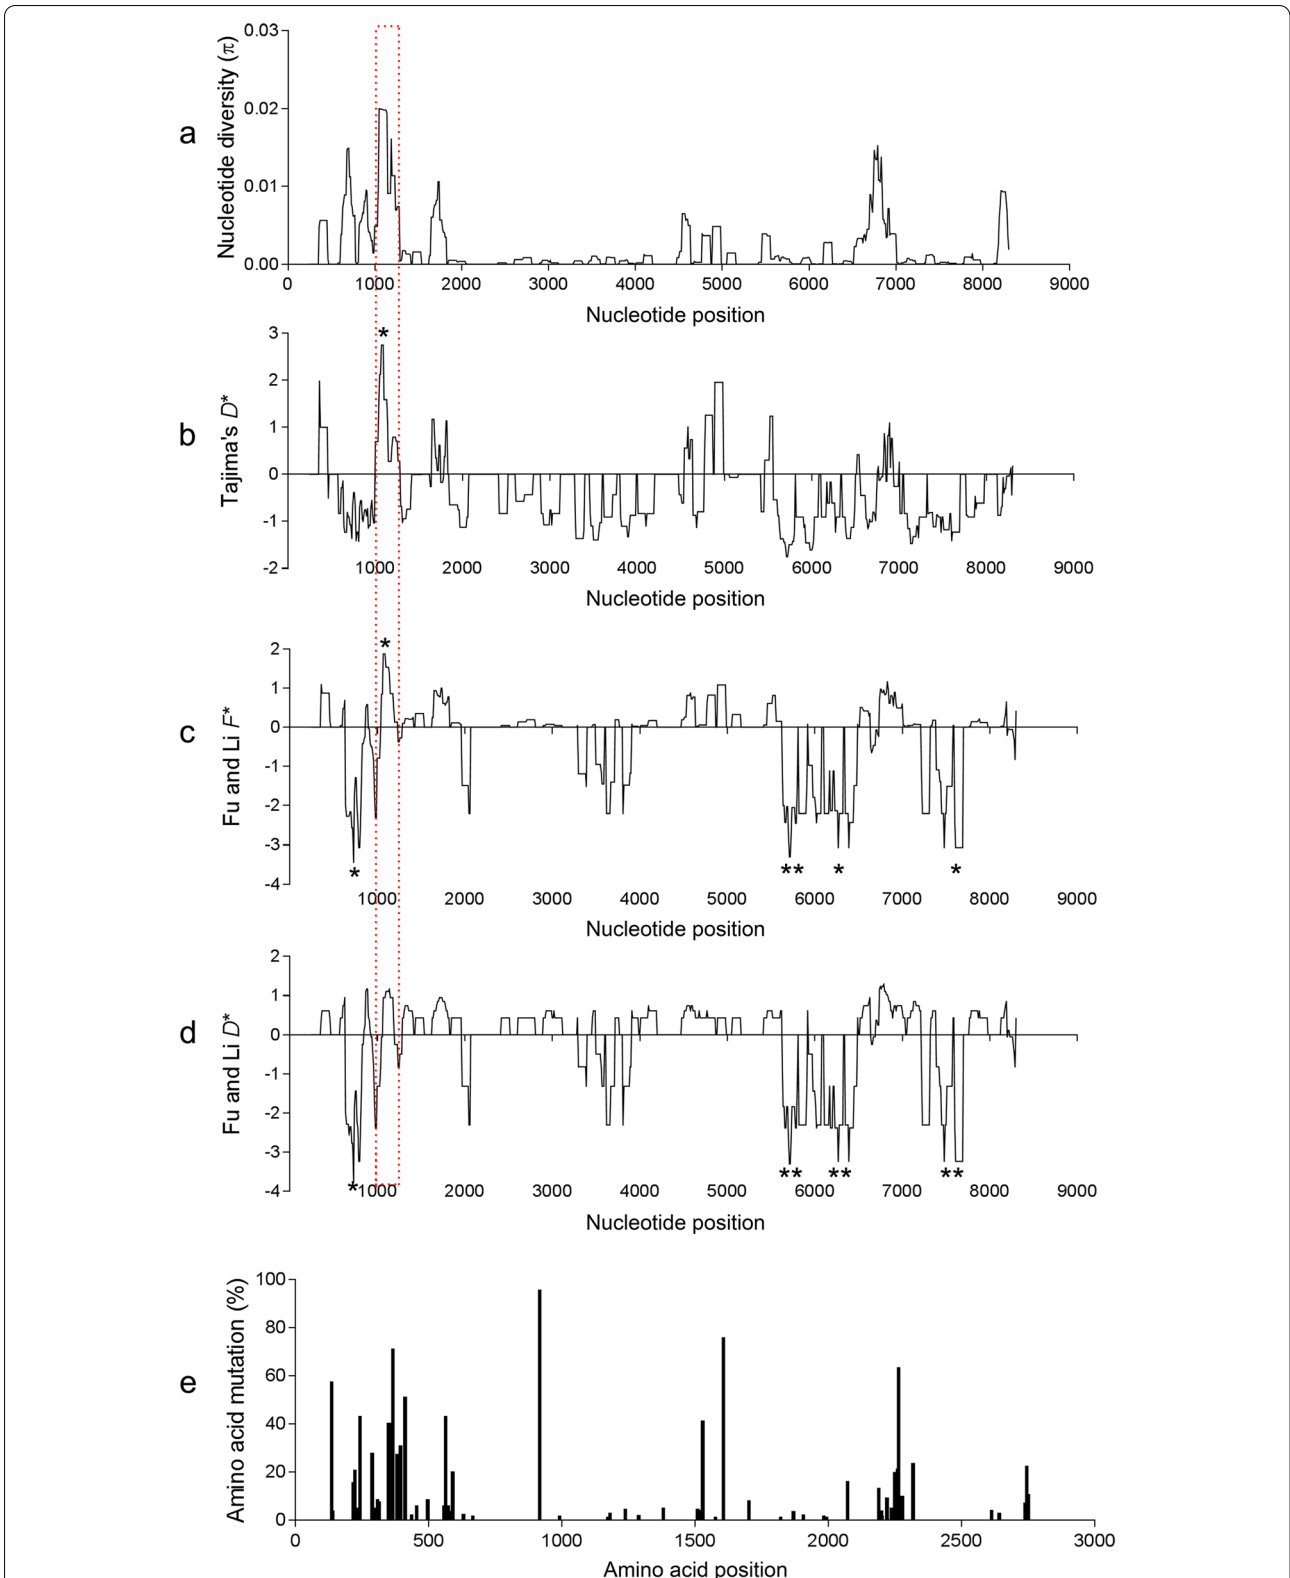 a
Nucleotide diversity (π)
0.03
0.02
0.01
0.00
0 1000 2000 3000 4000 5000 6000 7000 8000 9000
Nucleotide position
b
Tajima's D*
3
2
1
0
-1
-2
*
1000 2000 3000 4000 5000 6000 7000 8000 9000
Nucleotide position
c
Fu and Li F*
2
1
0
-1
-2
-3
-4
*
* ** * *
1000 2000 3000 4000 5000 6000 7000 8000 9000
Nucleotide position
d
Fu and Li D*
2
1
0
-1
-2
-3
-4
* ** ** **
1000 2000 3000 4000 5000 6000 7000 8000 9000
Nucleotide position
e
Amino acid mutation (%)
100
80
60
40
20
0
0 500 1000 1500 2000 2500 3000
Amino acid position